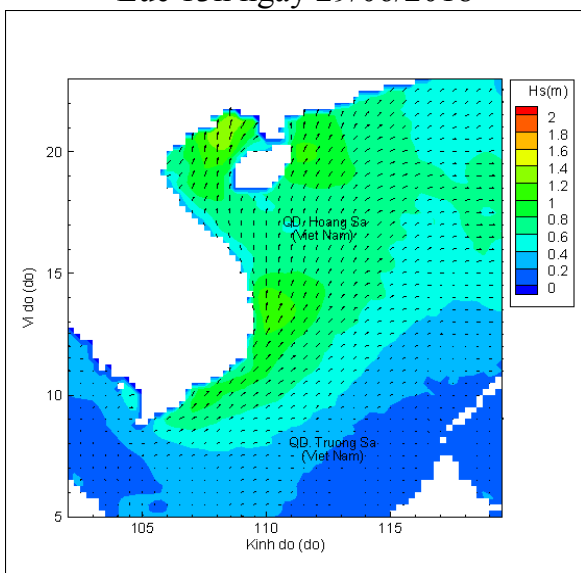 Hs(m)
2
1.8
1.6
1.4
1.2
1
0.8
0.6
0.4
0.2
0
20
15
10
5
Vi do (do)
QD. Hoang Sa
(Viet Nam)
QD. Truong Sa
(Viet Nam)
105
110
115
Kinh do (do)